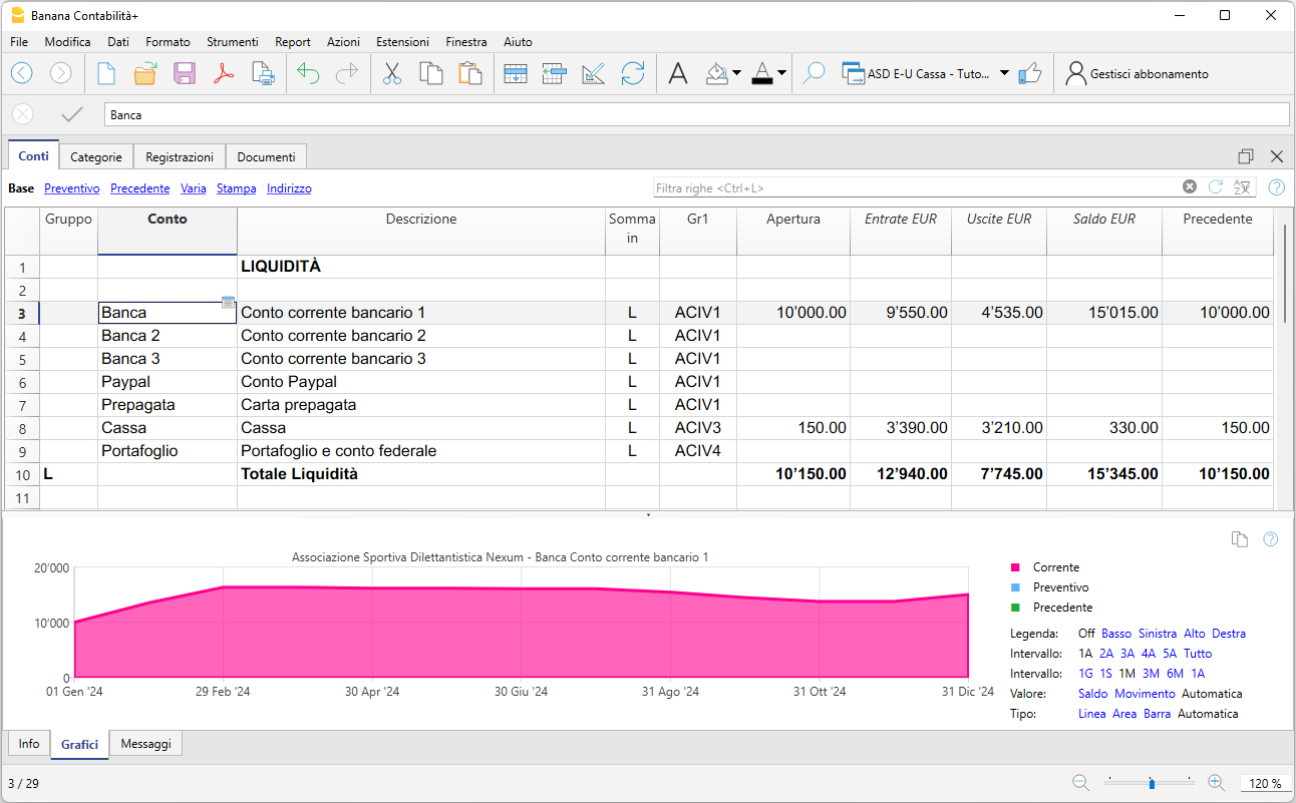 Banana Contabilità+
File Modifica Dati Formato Strumenti Report Azioni Estensioni Finestra Aiuto
ASD E-U Cassa - Tuto... Gestisci abbonamento
Banca
Conti Categorie Registrazioni Documenti
Base Preventivo Precedente Varia Stampa Indirizzo Filtra righe <Ctrl+L>
Gruppo Conto Descrizione Somma in Gr1 Apertura Entrate EUR Uscite EUR Saldo EUR Precedente
1 LIQUIDITÀ
2
3 Banca Conto corrente bancario 1 L ACIV1 10’000.00 9’550.00 4’535.00 15’015.00 10’000.00
4 Banca 2 Conto corrente bancario 2 L ACIV1
5 Banca 3 Conto corrente bancario 3 L ACIV1
6 Paypal Conto Paypal L ACIV1
7 Prepagata Carta prepagata L ACIV1
8 Cassa Cassa L ACIV3 150.00 3’390.00 3’210.00 330.00 150.00
9 Portafoglio Portafoglio e conto federale L ACIV4
10 L Totale Liquidità 10’150.00 12’940.00 7’745.00 15’345.00 10’150.00
11
Associazione Sportiva Dilettantistica Nexum - Banca Conto corrente bancario 1
20’000
10’000
0
01 Gen '24 29 Feb '24 30 Apr '24 30 Giu '24 31 Ago '24 31 Ott '24 31 Dic '24
Corrente
Preventivo
Precedente
Legenda: Off Basso Sinistra Alto Destra
Intervallo: 1A 2A 3A 4A 5A Tutto
Intervallo: 1G 1S 1M 3M 6M 1A
Valore: Saldo Movimento Automatica
Tipo: Linea Area Barra Automatica
Info Grafici Messaggi
3 / 29 120 %